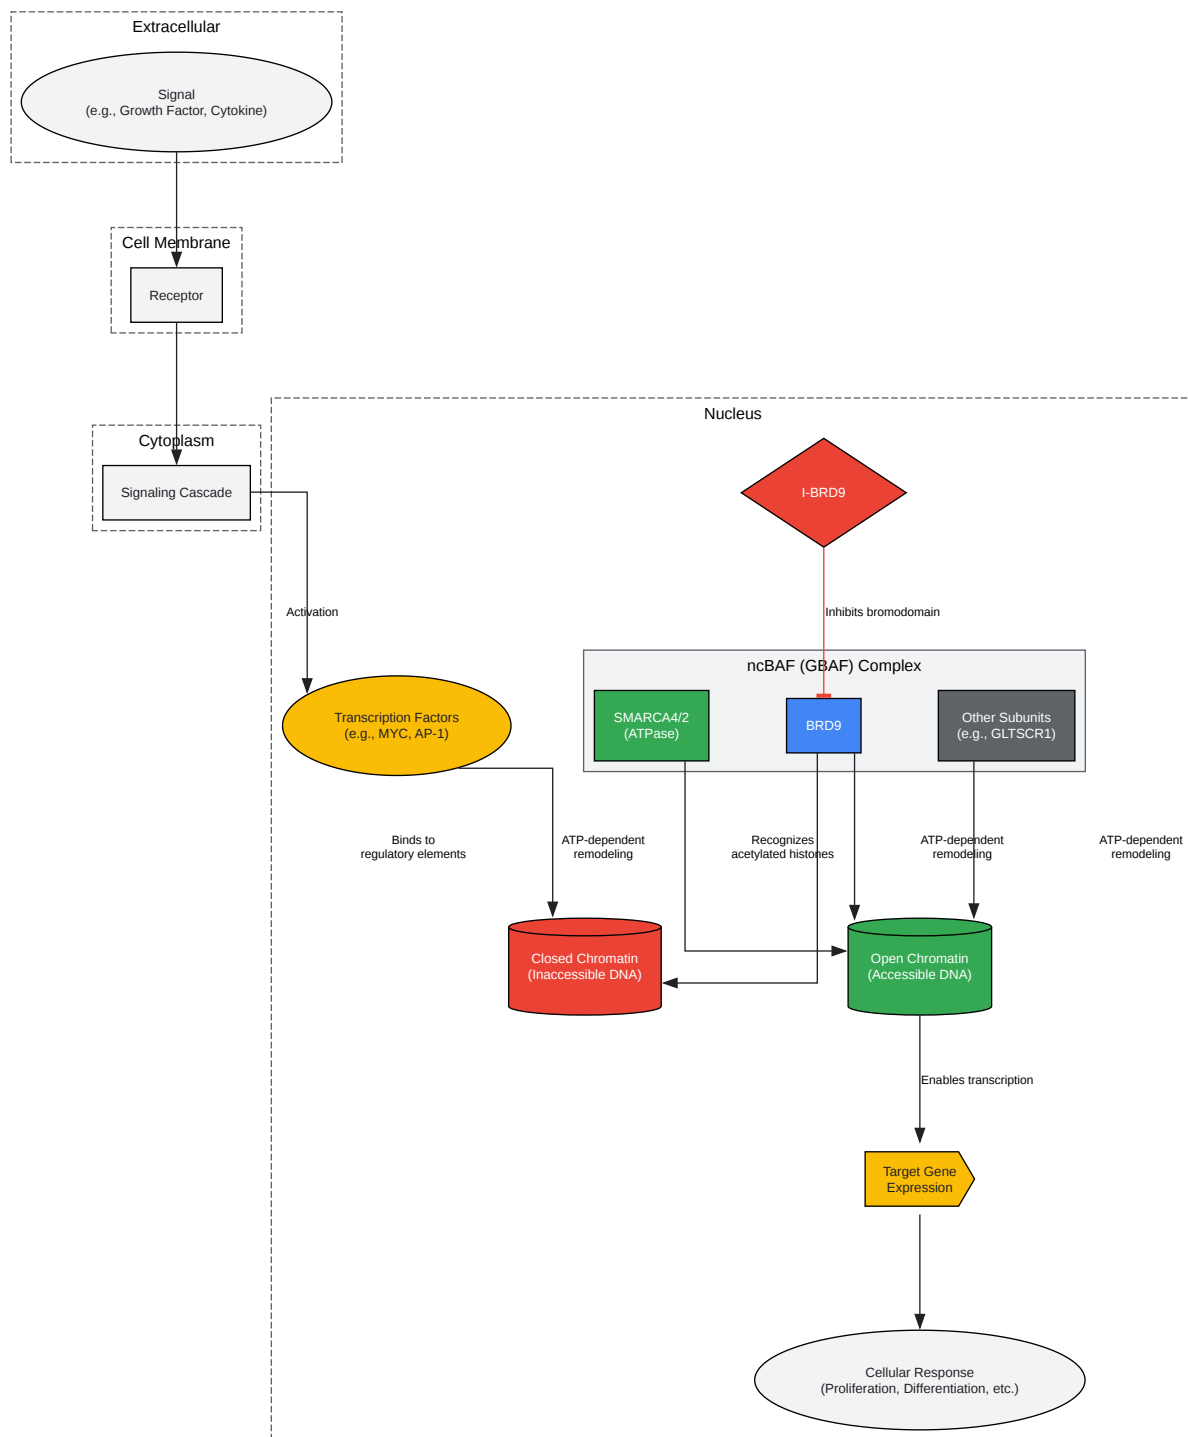 Extracellular
Signal
(e.g., Growth Factor, Cytokine)
Cell Membrane
Receptor
Nucleus
Cytoplasm
Signaling Cascade
I-BRD9
Activation
Inhibits bromodomain
ncBAF (GBAF) Complex
Transcription Factors
(e.g., MYC, AP-1)
SMARCA4/2
(ATPase)
BRD9
Other Subunits
(e.g., GLTSCR1)
Binds to
regulatory elements
ATP-dependent
remodeling
Recognizes
acetylated histones
ATP-dependent
remodeling
ATP-dependent
remodeling
Closed Chromatin
(Inaccessible DNA)
Open Chromatin
(Accessible DNA)
Enables transcription
Target Gene
Expression
Cellular Response
(Proliferation, Differentiation, etc.)